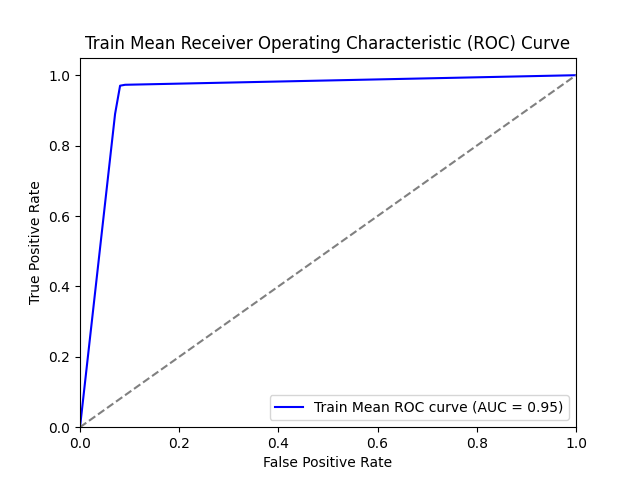 Train Mean Receiver Operating Characteristic (ROC) Curve
True Positive Rate
1.0
0.8
0.6
0.4
0.2
0.0
Train Mean ROC curve (AUC = 0.95)
0.0 0.2 0.4 0.6 0.8 1.0
False Positive Rate